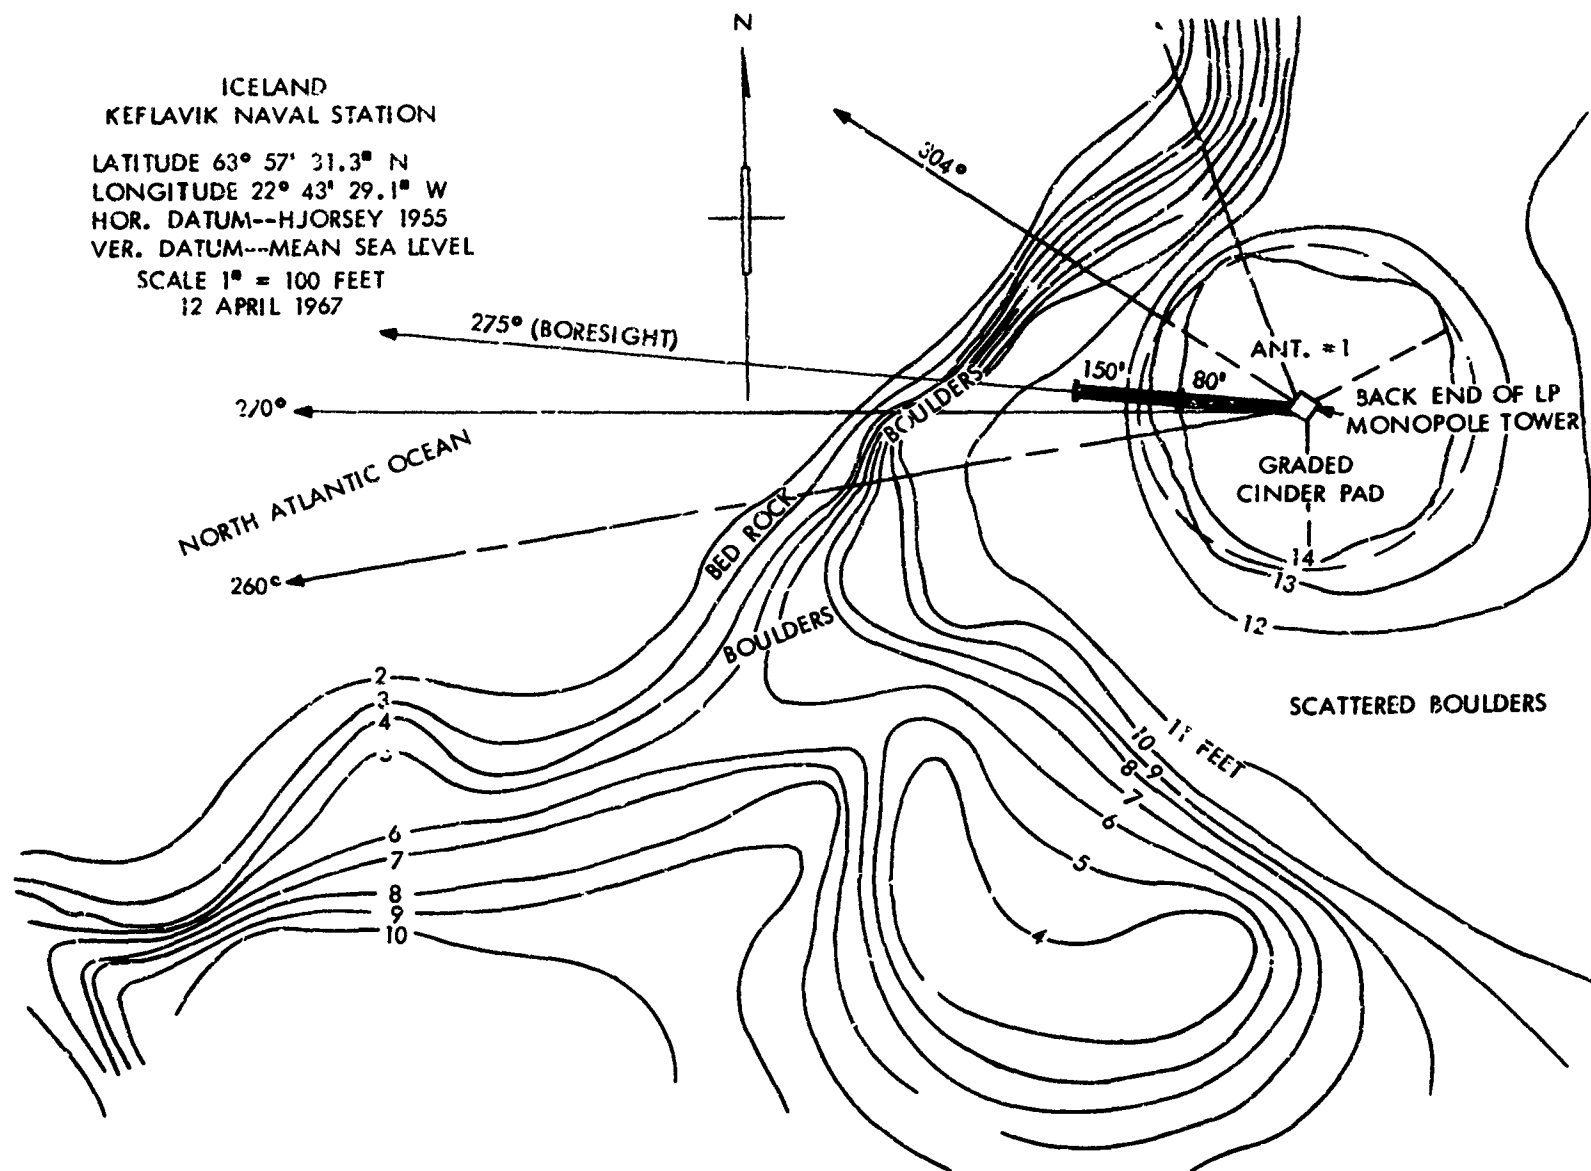 N
ICELAND
KEFLAVIK NAVAL STATION
LATITUDE 63° 57' 31.3" N
LONGITUDE 22° 43' 29.1" W
HOR. DATUM--HJORSEY 1955
VER. DATUM--MEAN SEA LEVEL
SCALE 1" = 100 FEET
12 APRIL 1967
304°
275° (BORESIGHT)
270°
260°
NORTH ATLANTIC OCEAN
BOULDERS
BED ROCK
BOULDERS
150'
80'
ANT. #1
BACK END OF LP
MONOPOLE TOWER
GRADED
CINDER PAD
14
13
12
SCATTERED BOULDERS
11 FEET
10
9
8
7
6
5
4
2
3
4
5
6
7
8
9
10